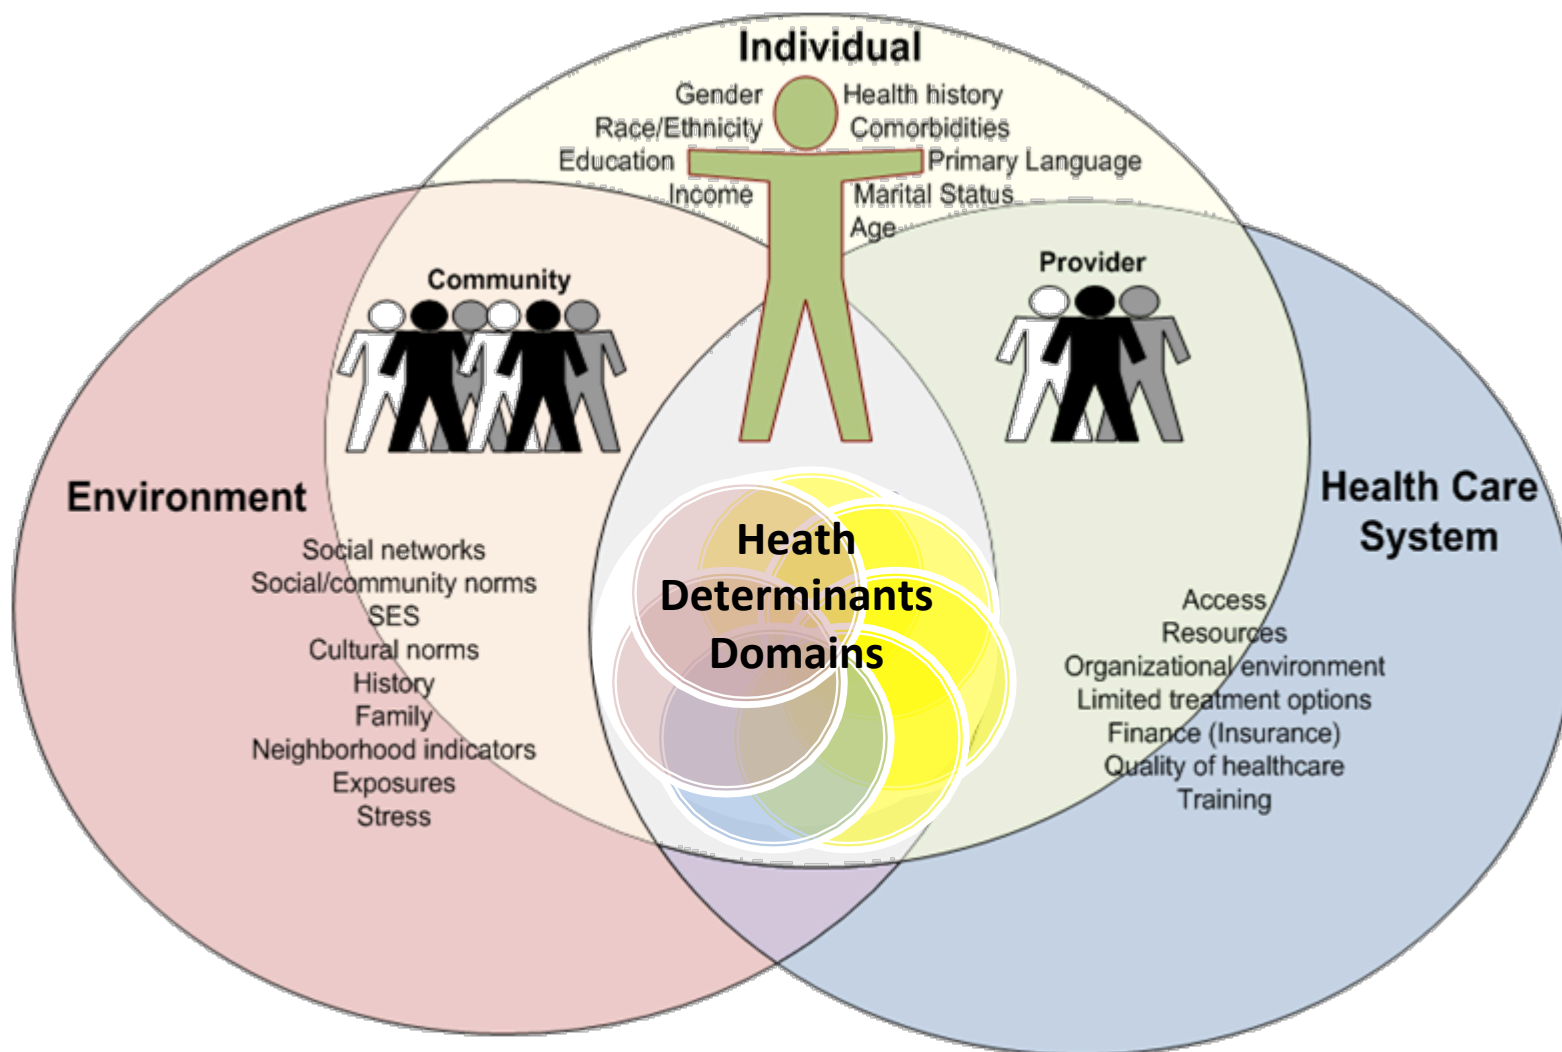 Individual
Gender
Race/Ethnicity
Education
Income
Health history
Comorbidities
Primary Language
Marital Status
Age
Community
Provider
Environment
Social networks
Social/community norms
SES
Cultural norms
History
Family
Neighborhood indicators
Exposures
Stress
Heath
Determinants
Domains
Health Care
System
Access
Resources
Organizational environment
Limited treatment options
Finance (Insurance)
Quality of healthcare
Training